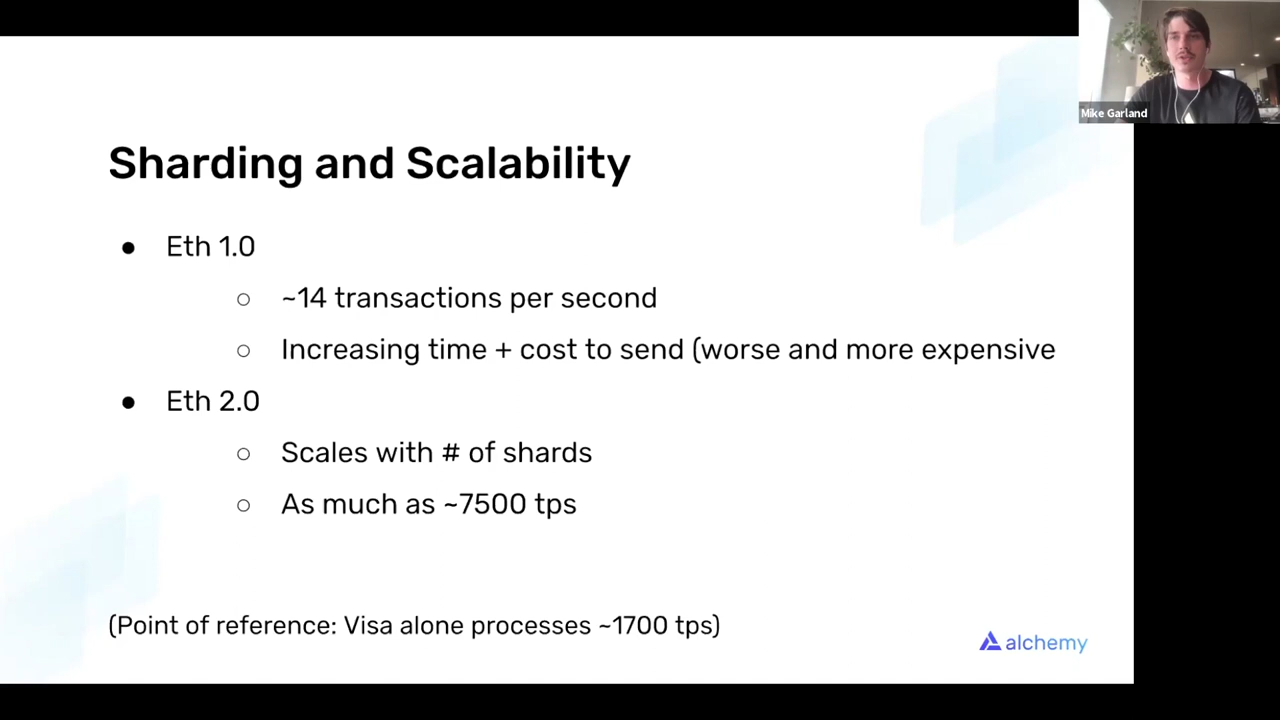 Mike Garland
Sharding and Scalability
● Eth 1.0
○ ~14 transactions per second
○ Increasing time + cost to send (worse and more expensive
● Eth 2.0
○ Scales with # of shards
○ As much as ~7500 tps
(Point of reference: Visa alone processes ~1700 tps)
alchemy